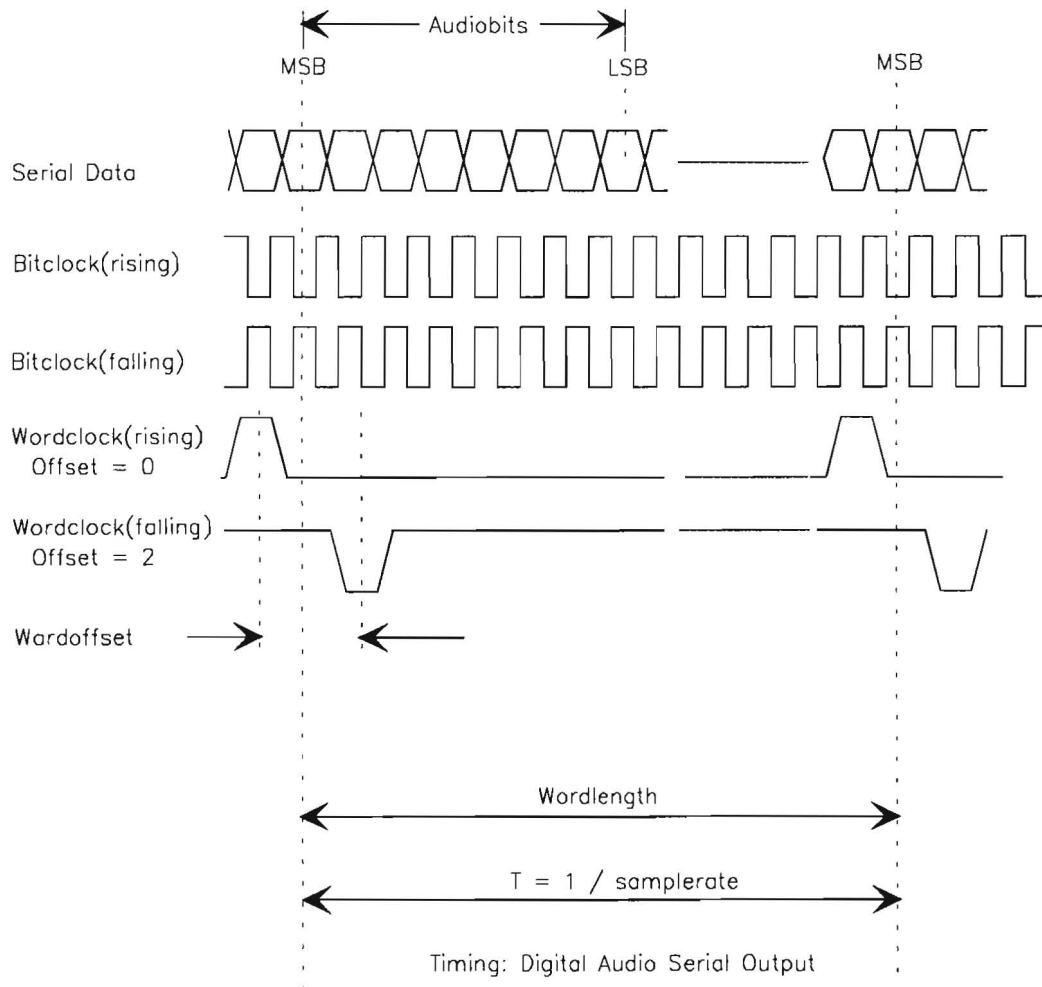 Audiobits
MSB
LSB
MSB
Serial Data
Bitclock(rising)
Bitclock(falling)
Wordclock(rising)
Offset = 0
Wordclock(falling)
Offset = 2
Wardoffset
Wordlength
T = 1 / samplerate
Timing: Digital Audio Serial Output